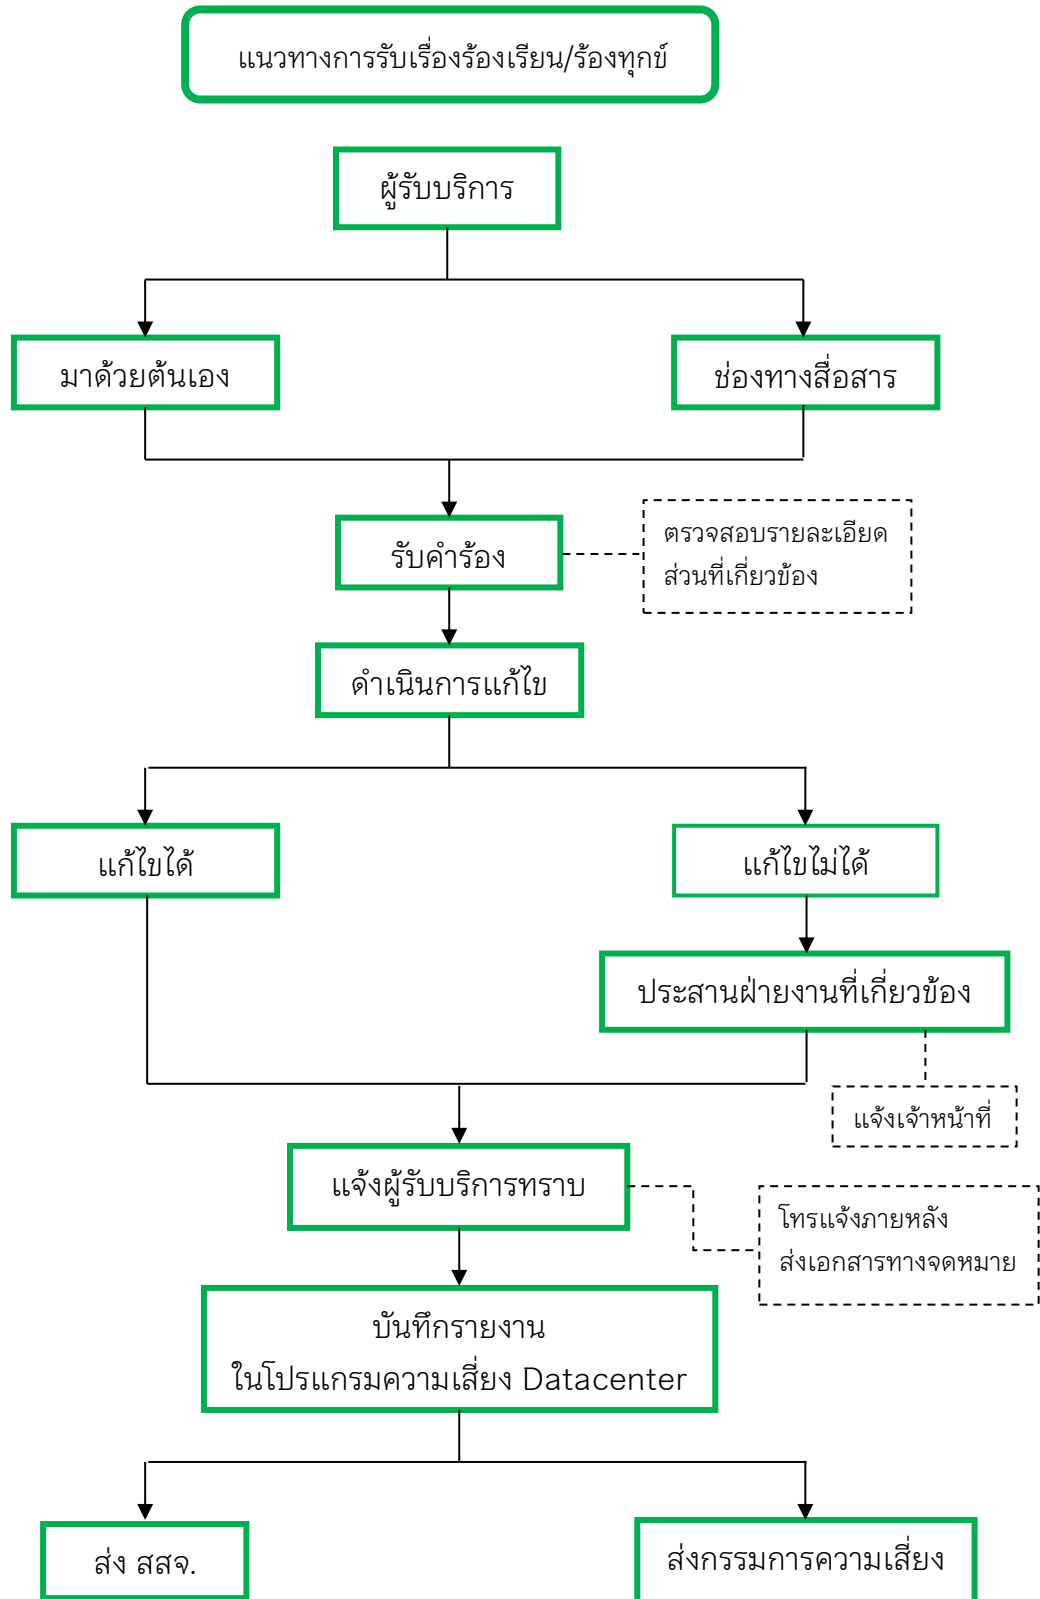 แนวทางการรับเรื่องร้องเรียน/ร้องทุกข์
ผู้รับบริการ
มาด้วยต้นเอง
ช่องทางสื่อสาร
รับคำร้อง
ตรวจสอบรายละเอียด
ส่วนที่เกี่ยวข้อง
ดำเนินการแก้ไข
แก้ไขได้
แก้ไขไม่ได้
ประสานฝ่ายงานที่เกี่ยวข้อง
แจ้งเจ้าหน้าที่
แจ้งผู้รับบริการทราบ
โทรแจ้งภายหลัง
ส่งเอกสารทางจดหมาย
บันทึกรายงาน
ในโปรแกรมความเสี่ยง Datacenter
ส่ง สสจ.
ส่งกรรมการความเสี่ยง